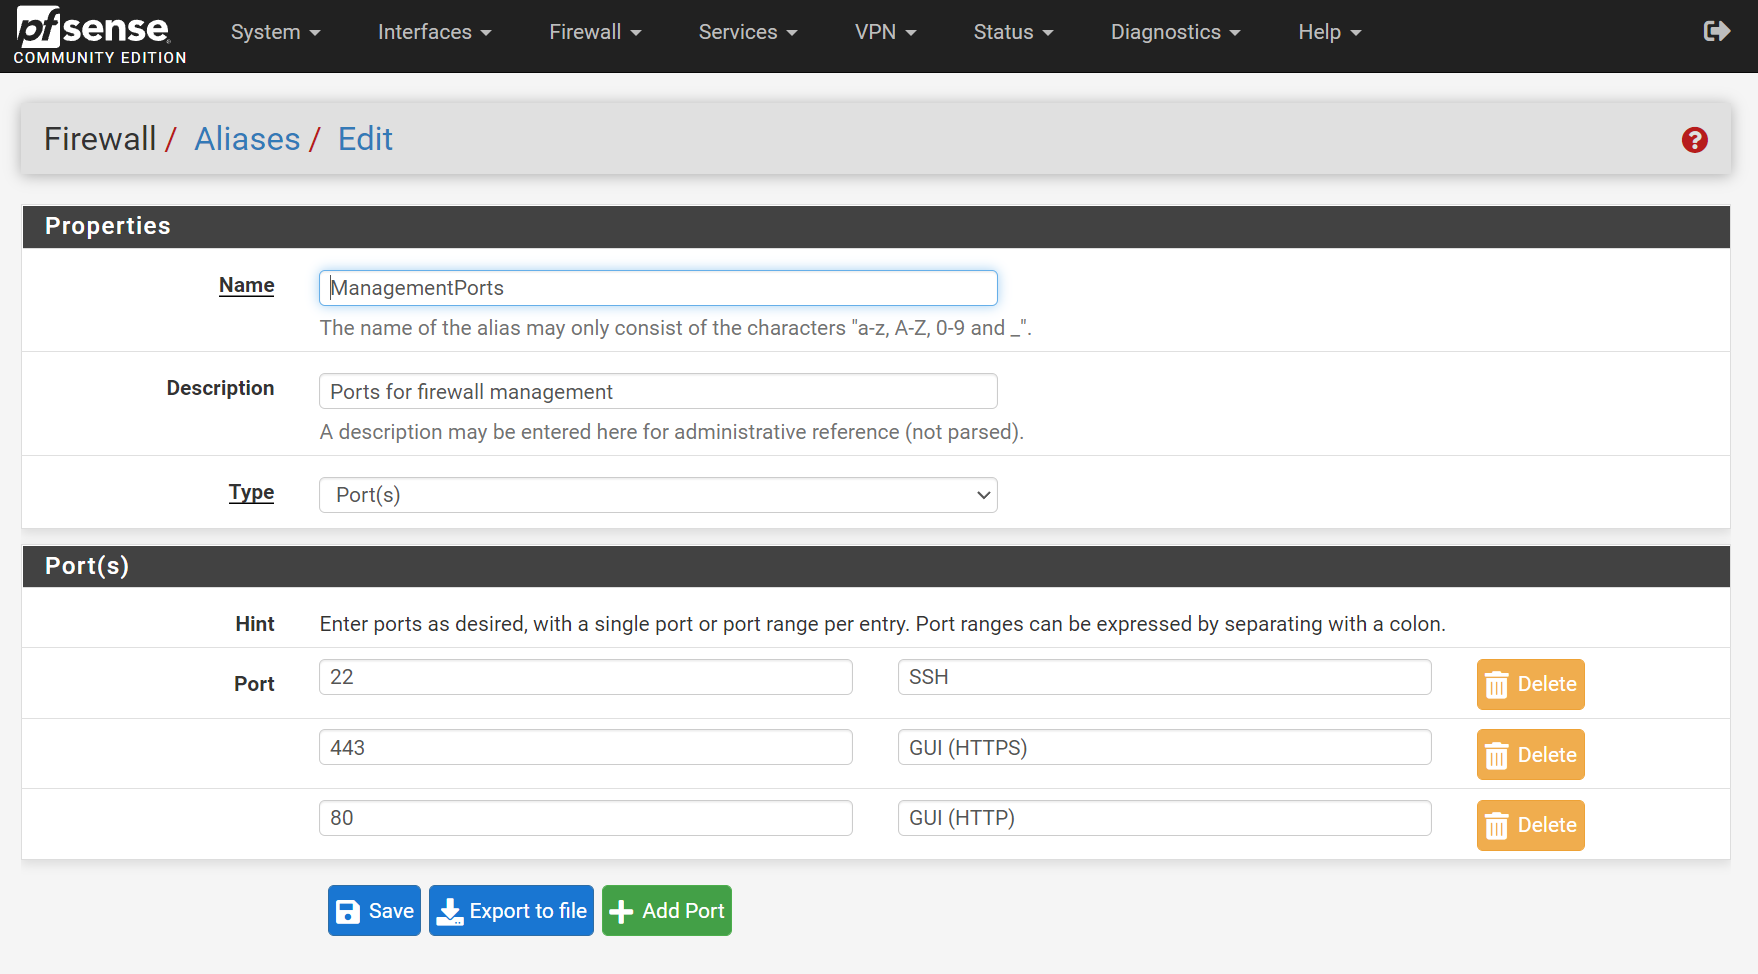 pfsense
COMMUNITY EDITION
System Interfaces Firewall Services VPN Status Diagnostics Help
Firewall / Aliases / Edit
?
Properties
Name ManagementPorts
The name of the alias may only consist of the characters "a-z, A-Z, 0-9 and _".
Description Ports for firewall management
A description may be entered here for administrative reference (not parsed).
Type Port(s)
Port(s)
Hint Enter ports as desired, with a single port or port range per entry. Port ranges can be expressed by separating with a colon.
Port 22 SSH Delete
443 GUI (HTTPS) Delete
80 GUI (HTTP) Delete
Save Export to file Add Port